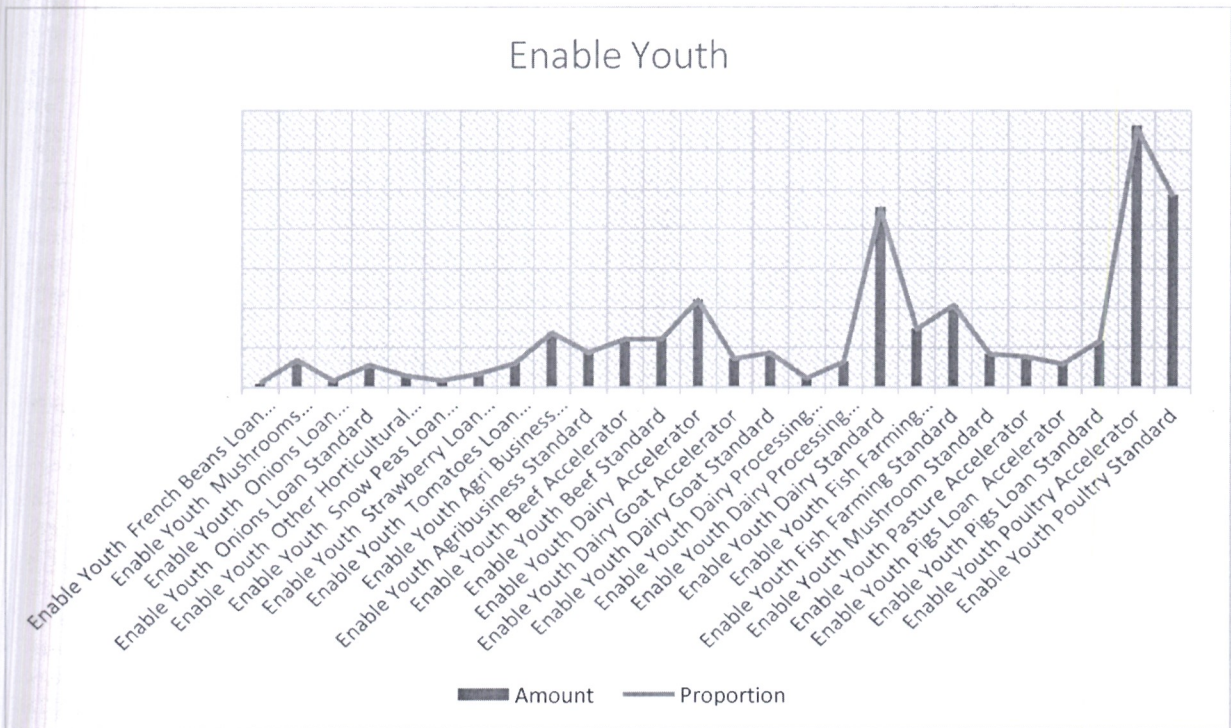 Enable Youth
Enable Youth French Beans Loan...
Enable Youth Mushrooms...
Enable Youth Onions Loan...
Enable Youth Onions Loan Standard
Enable Youth Other Horticultural...
Enable Youth Snow Peas Loan...
Enable Youth Strawberry Loan...
Enable Youth Tomatoes Loan...
Enable Youth Agri Business...
Enable Youth Agribusiness Standard
Enable Youth Beef Accelerator
Enable Youth Beef Standard
Enable Youth Dairy Accelerator
Enable Youth Dairy Goat Accelerator
Enable Youth Dairy Goat Standard
Enable Youth Dairy Processing...
Enable Youth Dairy Processing...
Enable Youth Dairy Standard
Enable Youth Fish Farming...
Enable Youth Fish Farming Standard
Enable Youth Mushroom Standard
Enable Youth Pasture Accelerator
Enable Youth Pigs Loan Accelerator
Enable Youth Pigs Loan Standard
Enable Youth Poultry Accelerator
Enable Youth Poultry Standard
Amount Proportion